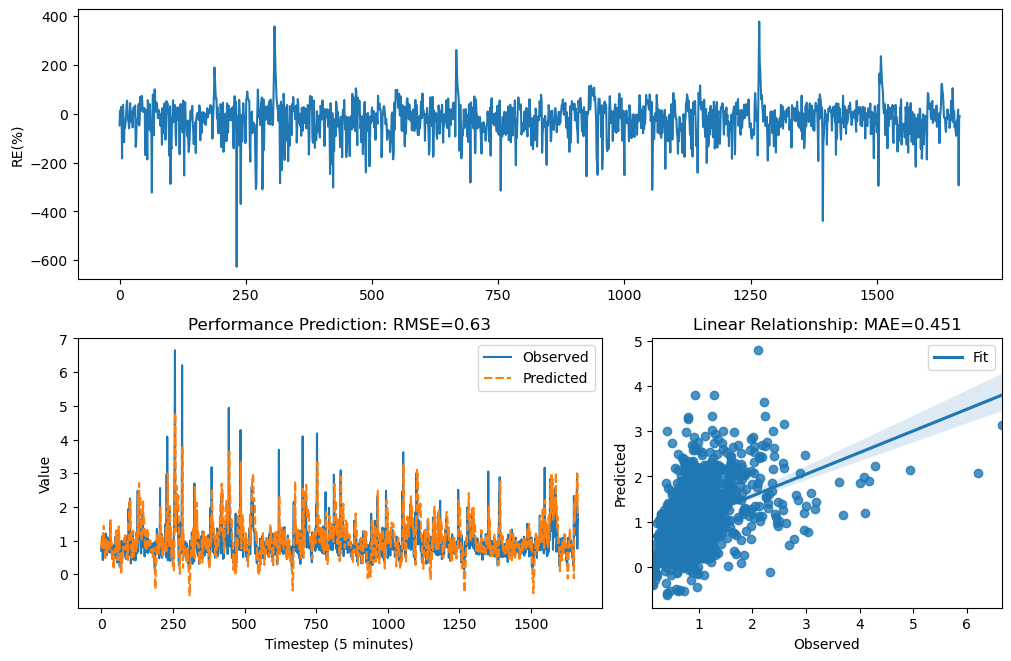 400
200
0
−200
−400
−600
RE(%)
0 250 500 750 1000 1250 1500
Performance Prediction: RMSE=0.63
7
6
5
4
3
2
1
0
Value
Observed
Predicted
0 250 500 750 1000 1250 1500
Timestep (5 minutes)
Linear Relationship: MAE=0.451
5
4
3
2
1
0
Predicted
Fit
1 2 3 4 5 6
Observed